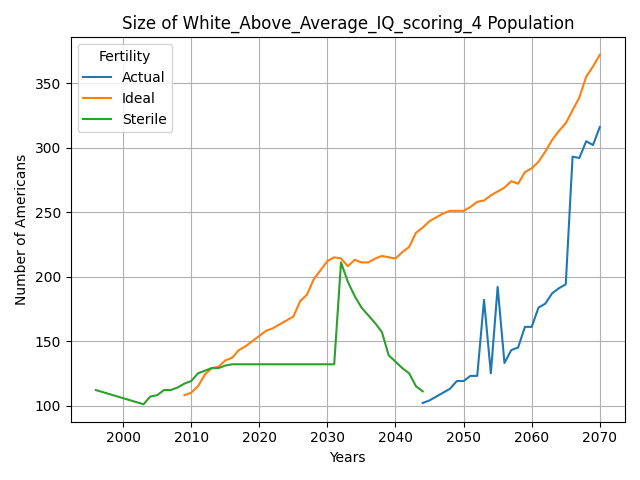 Size of White_Above_Average_IQ_scoring_4 Population
Fertility
Actual
Ideal
Sterile
Number of Americans
350
300
250
200
150
100
2000 2010 2020 2030 2040 2050 2060 2070
Years